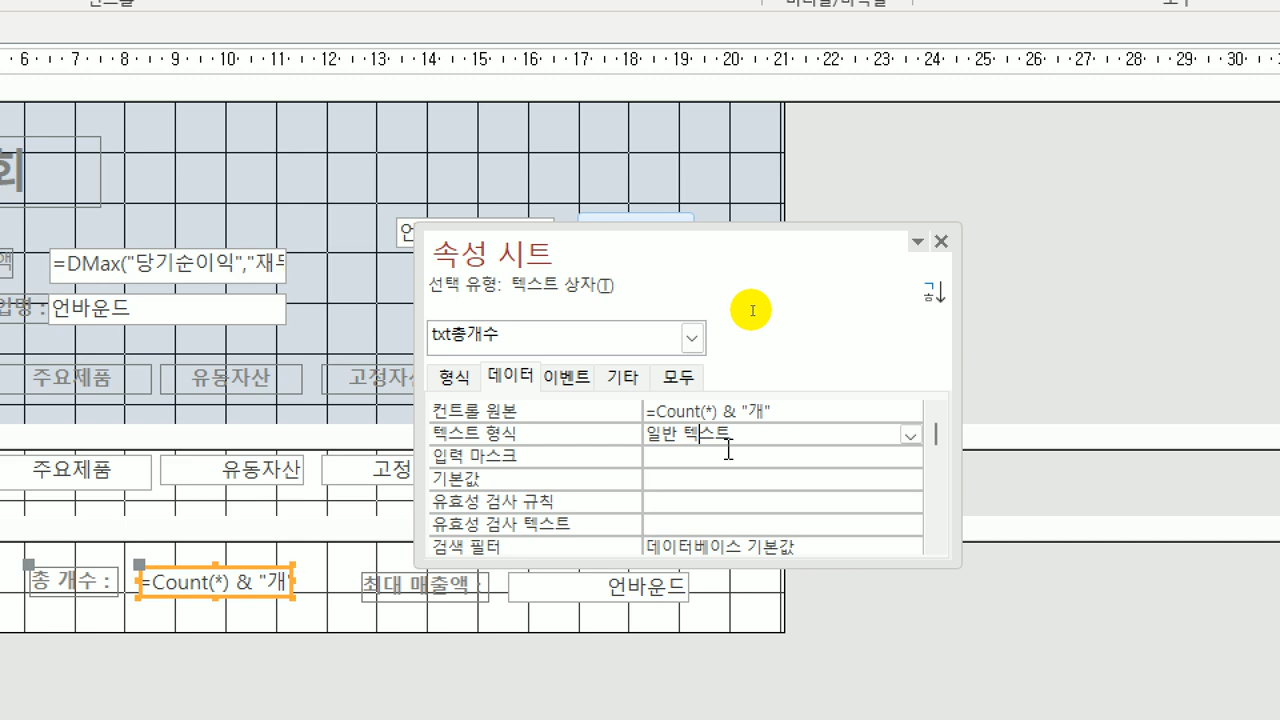 6 · 7 · 8 · 9 · 10 · 11 · 12 · 13 · 14 · 15 · 16 · 17 · 18 · 19 · 20 · 21 · 22 · 23 · 24 · 25 · 26 · 27 · 28 · 29 · 30
회
액
=DMax("당기순이익","재무
입명 : 언바운드
주요제품 유동자산 고정자산
주요제품 유동자산 고정
총 개수 : =Count(*) & "개" 최대 매출액 : 언바운드
속성 시트
선택 유형: 텍스트 상자(T)
txt총개수
형식 데이터 이벤트 기타 모두
컨트롤 원본 =Count(*) & "개"
텍스트 형식 일반 텍스트
입력 마스크
기본값
유효성 검사 규칙
유효성 검사 텍스트
검색 필터 데이터베이스 기본값